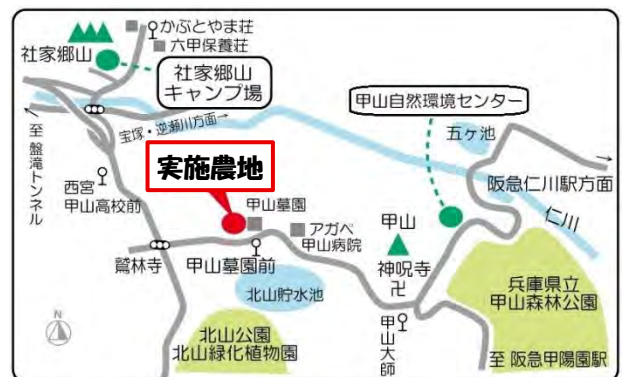 かぶとやま荘
六甲保養荘
社家郷山
社家郷山
キャンプ場
甲山自然環境センター
至 盤滝トンネル
宝塚・逆瀬川方面→
五ヶ池
実施農地
阪急仁川駅方面
→
西宮
甲山高校前
甲山墓園
アガペ
甲山病院
甲山
仁川
鷲林寺
甲山墓園前
神呪寺
卍
北山貯水池
兵庫県立
甲山森林公園
N
北山公園
北山緑化植物園
甲山大師
至 阪急甲陽園駅